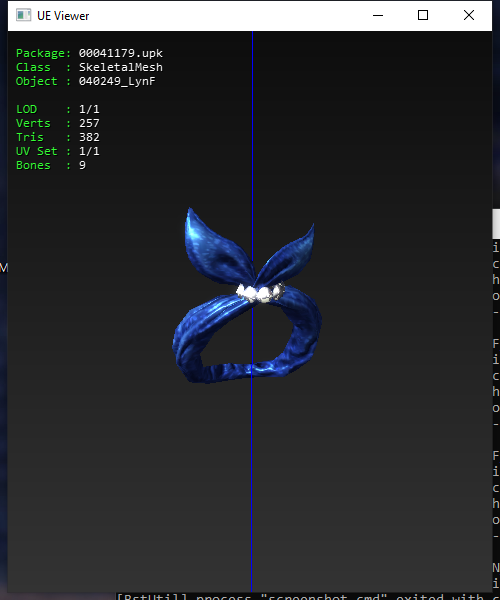 UE Viewer
Package: 00041179.upk
Class : SkeletalMesh
Object : 040249_LynF
LOD : 1/1
Verts : 257
Tris : 382
UV Set : 1/1
Bones : 9
M
i
c
h
o
-
F
i
c
h
o
-
F
i
c
h
o
-
N
i
[BstUtil] process "screenshot.cmd" exited with c